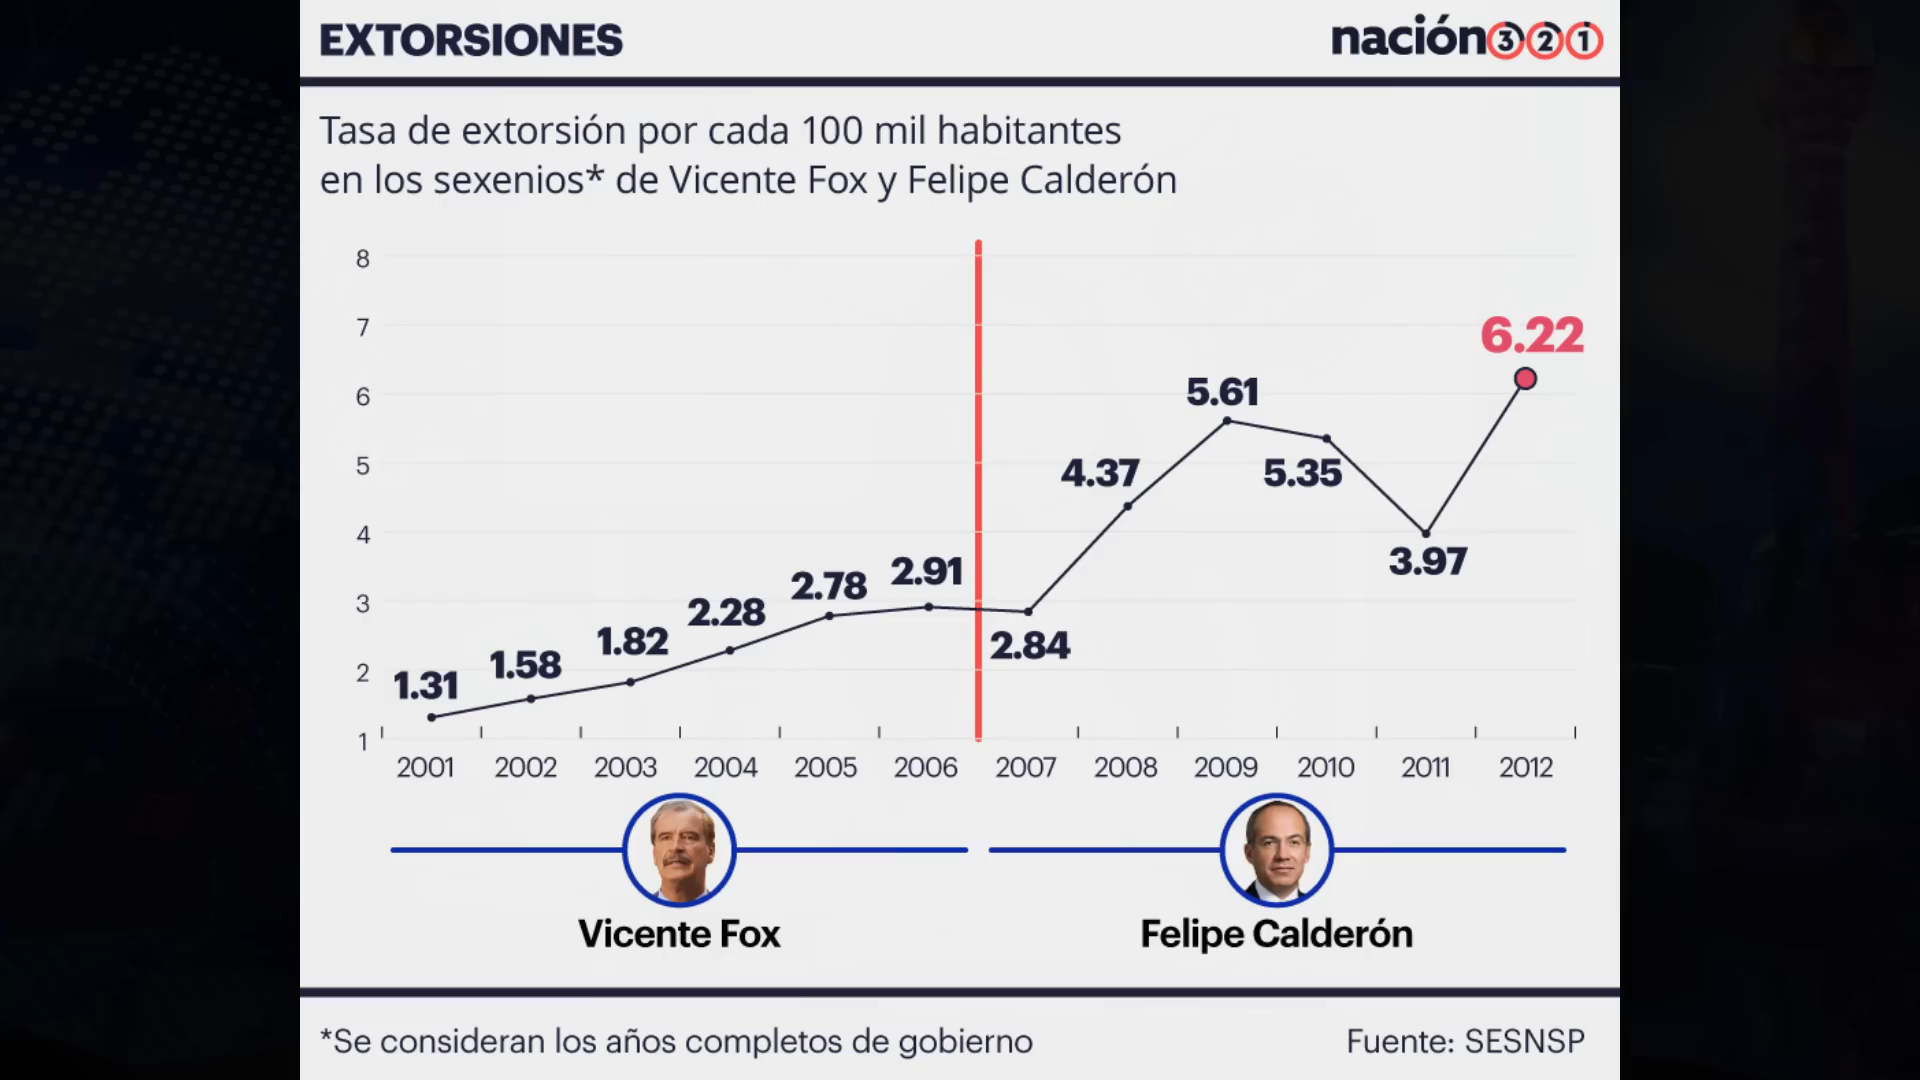 EXTORSIONES
nación321
Tasa de extorsión por cada 100 mil habitantes
en los sexenios* de Vicente Fox y Felipe Calderón
8
7
6
5
4
3
2
1
1.31
1.58
1.82
2.28
2.78
2.91
2.84
4.37
5.61
5.35
3.97
6.22
2001 2002 2003 2004 2005 2006 2007 2008 2009 2010 2011 2012
Vicente Fox
Felipe Calderón
*Se consideran los años completos de gobierno
Fuente: SESNSP